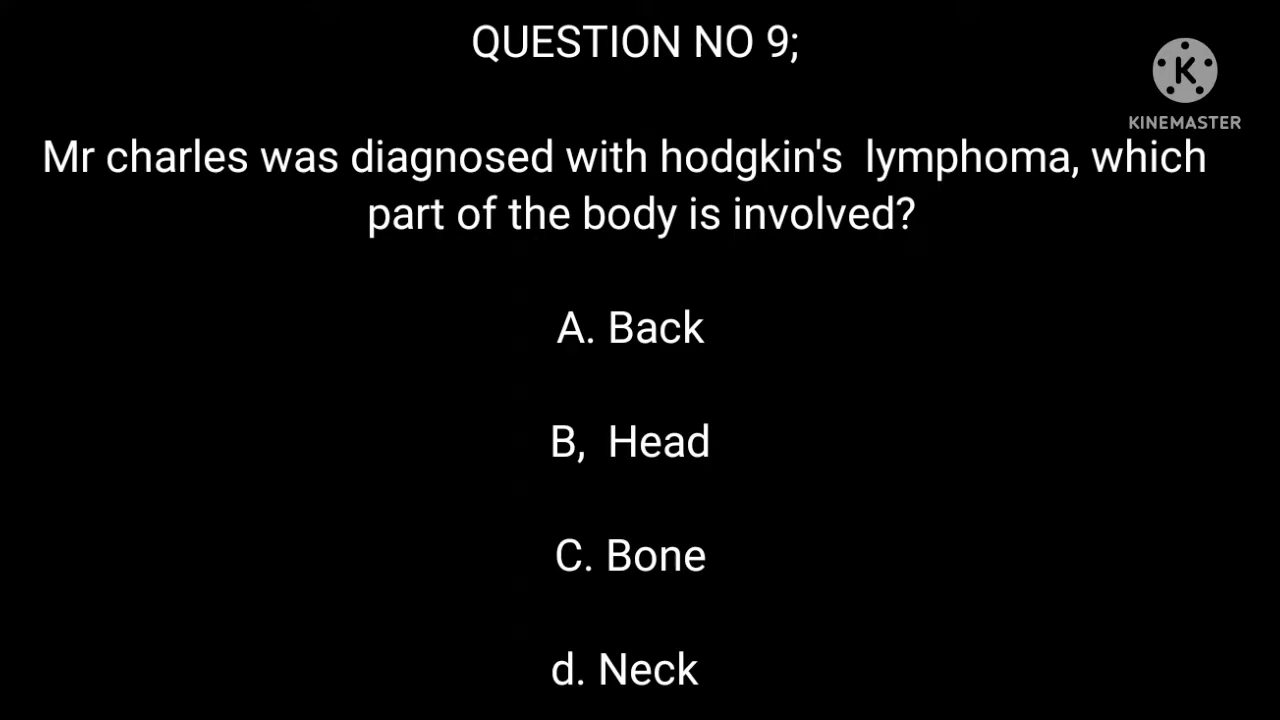 QUESTION NO 9;
KINEMASTER
Mr charles was diagnosed with hodgkin's  lymphoma, which
part of the body is involved?
A. Back
B,  Head
C. Bone
d. Neck